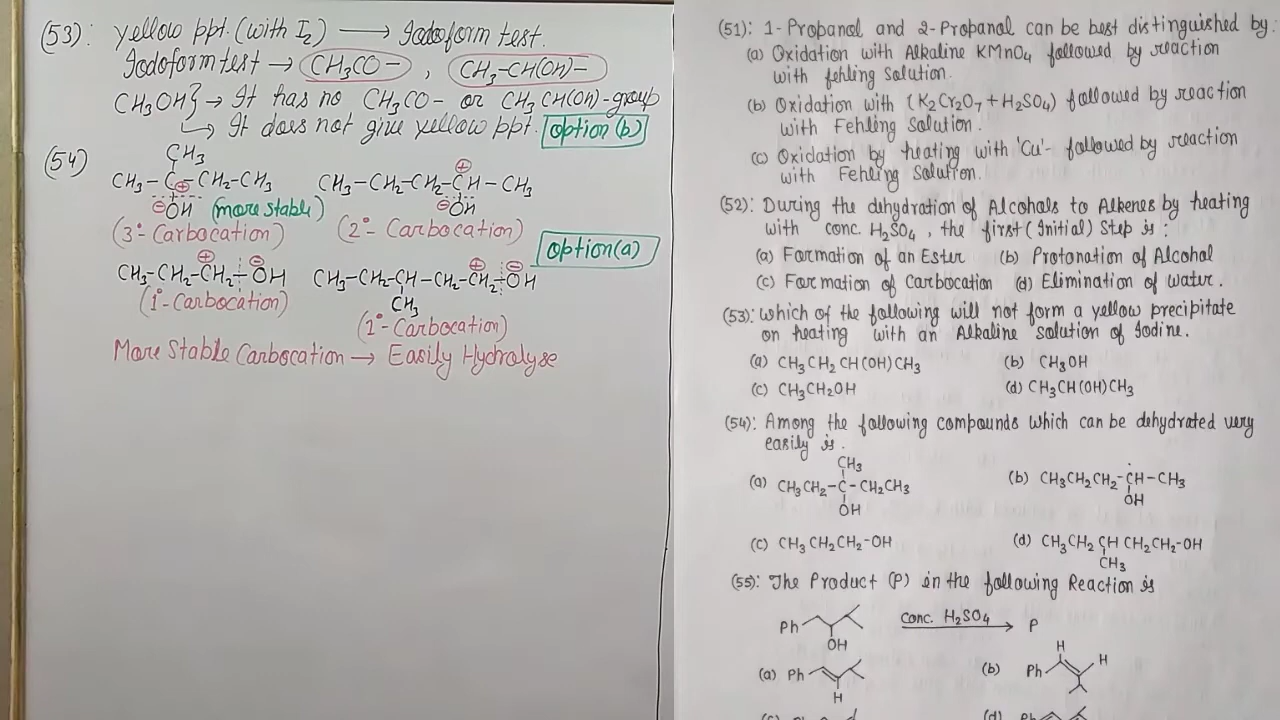 (53): yellow ppt. (with I₂) ⟶ Iodoform test.
Iodoform test → CH₃CO– , CH₃–CH(OH)–
CH₃OH} → It has no CH₃CO– or CH₃CH(OH)–group
↳ It does not give yellow ppt. Option (b)
(54)
CH₃
CH₃–C–CH₂–CH₃ CH₃–CH₂–CH₂–CH–CH₃
⊕ ⊕
⊖OH (more stable) ⊖OH
(3°-Carbocation) (2°- Carbocation)
Option(a)
⊕ ⊕ ⊖
CH₃–CH₂–CH₂–⊖OH CH₃–CH₂–CH–CH₂–CH₂–OH
CH₃
(1°-Carbocation) (1°-Carbocation)
More Stable Carbocation → Easily Hydrolyse
(51): 1-Propanol and 2-Propanol can be best distinguished by:
(a) Oxidation with Alkaline KMnO₄ followed by reaction
with fehling Solution.
(b) Oxidation with (K₂Cr₂O₇ + H₂SO₄) followed by reaction
with Fehling Solution.
(c) Oxidation by heating with 'Cu'- followed by reaction
with Fehling Solution.
(52): During the dehydration of Alcohals to Alkenes by heating
with conc. H₂SO₄, the first (initial) Step is :
(a) Formation of an Ester (b) Protonation of Alcohol
(c) Formation of Carbocation (d) Elimination of water.
(53): Which of the following will not form a yellow precipitate
on heating with an Alkaline solution of Iodine.
(a) CH₃CH₂CH(OH)CH₃ (b) CH₃OH
(c) CH₃CH₂OH (d) CH₃CH(OH)CH₃
(54): Among the following compounds which can be dehydrated very
easily is.
CH₃
(a) CH₃CH₂–C–CH₂CH₃ (b) CH₃CH₂CH₂–CH–CH₃
OH OH
(c) CH₃CH₂CH₂–OH (d) CH₃CH₂CHCH₂CH₂–OH
CH₃
(55): The Product (P) in the following Reaction is
Ph OH conc. H₂SO₄ ⟶ P
(a) Ph H (b) Ph H H
(c) (d) Ph